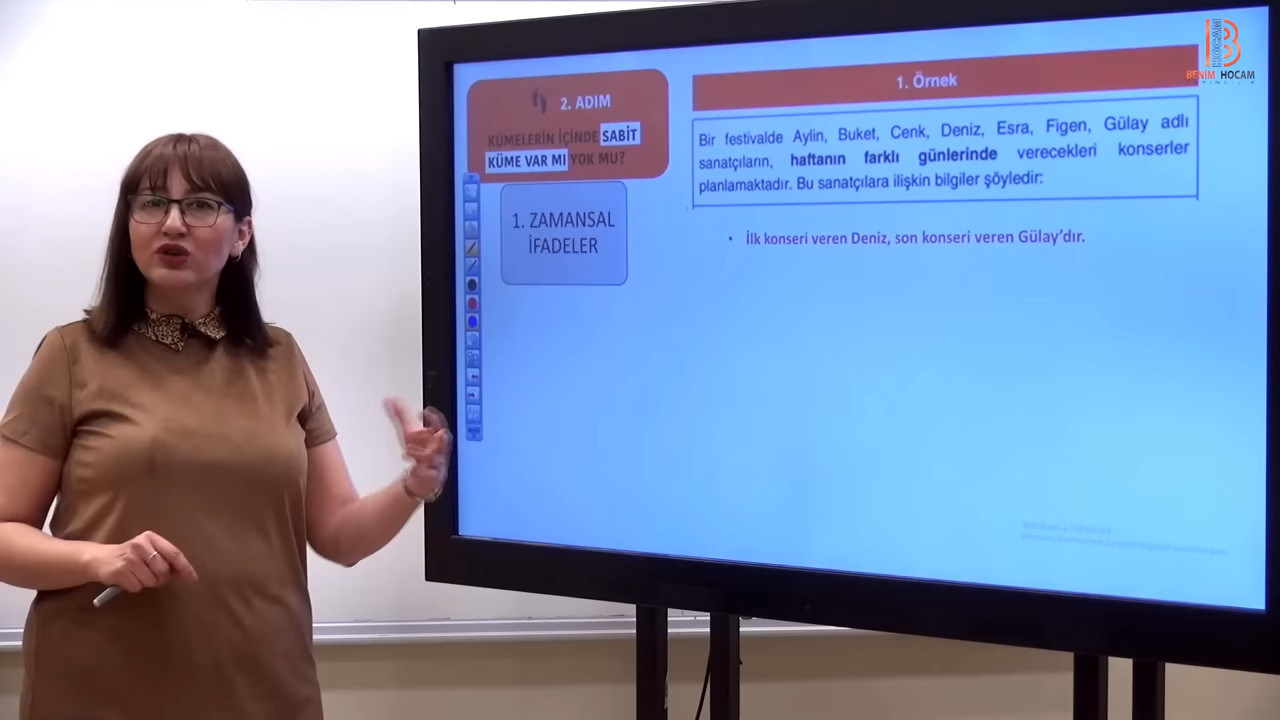 BENİM HOCAM
YAYINCILIK
2. ADIM
KÜMELERİN İÇİNDE SABİT
KÜME VAR MI YOK MU?
1. ZAMANSAL
İFADELER
1. Örnek
Bir festivalde Aylin, Buket, Cenk, Deniz, Esra, Figen, Gülay adlı
sanatçıların, haftanın farklı günlerinde verecekleri konserler
planlamaktadır. Bu sanatçılara ilişkin bilgiler şöyledir:
• İlk konseri veren Deniz, son konseri veren Gülay’dır.